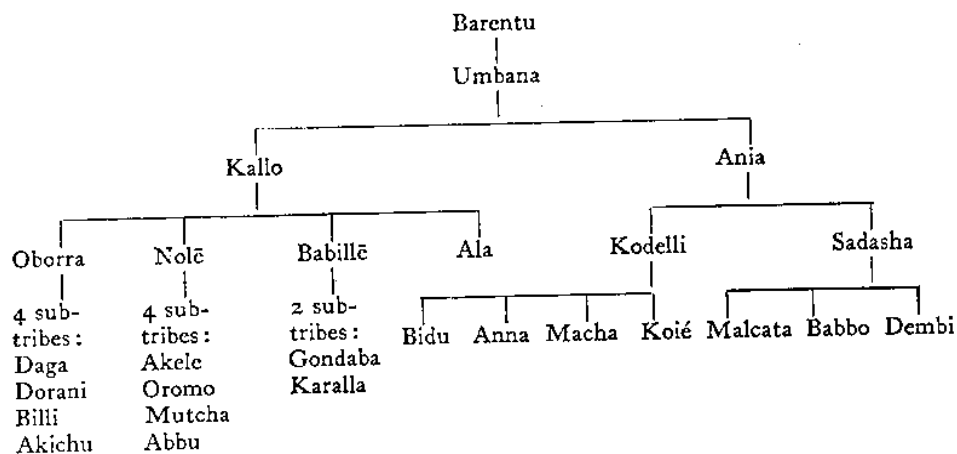 Barentu
Umbana
Kallo
Ania
Oborra
Nolē
Babillē
Ala
Kodelli
Sadasha
4 sub-
tribes:
Daga
Dorani
Billi
Akichu
4 sub-
tribes:
Akele
Oromo
Mutcha
Abbu
2 sub-
tribes:
Gondaba
Karalla
Bidu
Anna
Macha
Koié
Malcata
Babbo
Dembi